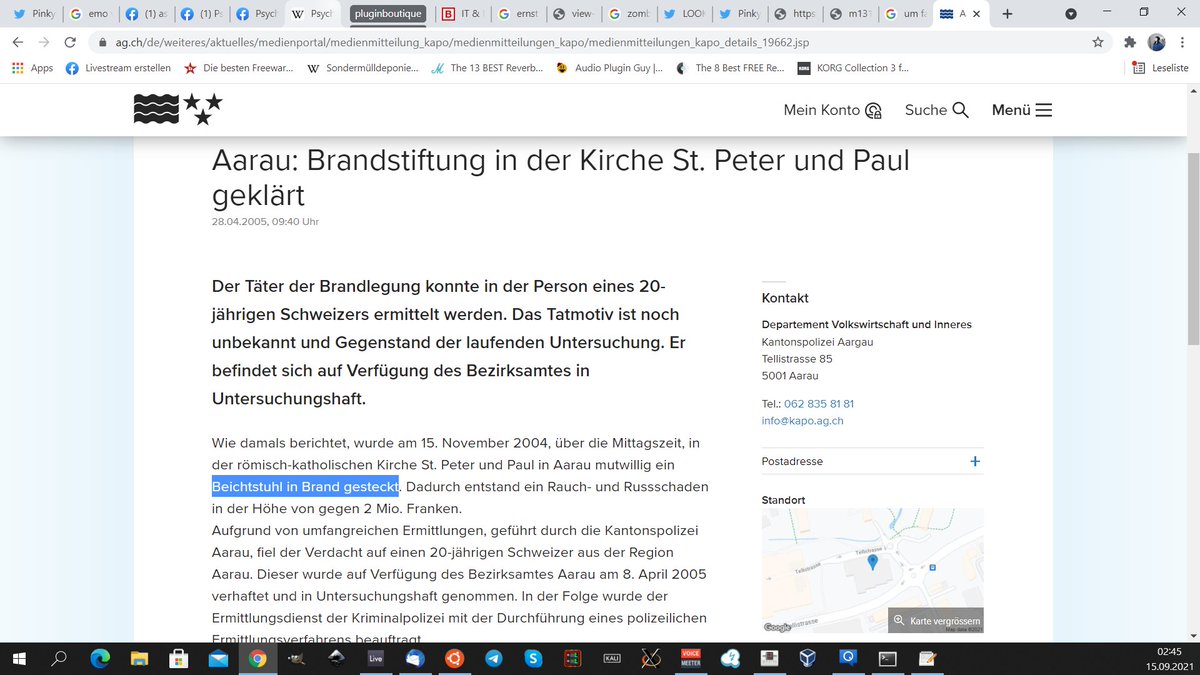 Pinky
emo
(1) as
(1) Ps
Psych
Psyc
pluginboutique
IT &
ernst
view-
zomb
LOOK
Pinky
https
m131
um fa
A
ag.ch/de/weiteres/aktuelles/medienportal/medienmitteilung_kapo/medienmitteilungen_kapo/medienmitteilungen_kapo_details_19662.jsp
Apps
Livestream erstellen
Die besten Freewar...
Sondermülldeponie...
The 13 BEST Reverb...
Audio Plugin Guy |...
The 8 Best FREE Re...
KORG Collection 3 f...
Leseliste
Mein Konto
Suche
Menü
Aarau: Brandstiftung in der Kirche St. Peter und Paul
geklärt
28.04.2005, 09:40 Uhr
Der Täter der Brandlegung konnte in der Person eines 20-
jährigen Schweizers ermittelt werden. Das Tatmotiv ist noch
unbekannt und Gegenstand der laufenden Untersuchung. Er
befindet sich auf Verfügung des Bezirksamtes in
Untersuchungshaft.
Wie damals berichtet, wurde am 15. November 2004, über die Mittagszeit, in
der römisch-katholischen Kirche St. Peter und Paul in Aarau mutwillig ein
Beichtstuhl in Brand gesteckt. Dadurch entstand ein Rauch- und Russschaden
in der Höhe von gegen 2 Mio. Franken.
Aufgrund von umfangreichen Ermittlungen, geführt durch die Kantonspolizei
Aarau, fiel der Verdacht auf einen 20-jährigen Schweizer aus der Region
Aarau. Dieser wurde auf Verfügung des Bezirksamtes Aarau am 8. April 2005
verhaftet und in Untersuchungshaft genommen. In der Folge wurde der
Ermittlungsdienst der Kriminalpolizei mit der Durchführung eines polizeilichen
Ermittlungsverfahrens beauftragt
Kontakt
Departement Volkswirtschaft und Inneres
Kantonspolizei Aargau
Tellistrasse 85
5001 Aarau
Tel.: 062 835 81 81
info@kapo.ag.ch
Postadresse
Standort
Tellistrasse
Tellistrasse
Google
Karte vergrössern
Live
KALI
VOICE
MEETER
02:45
15.09.2021